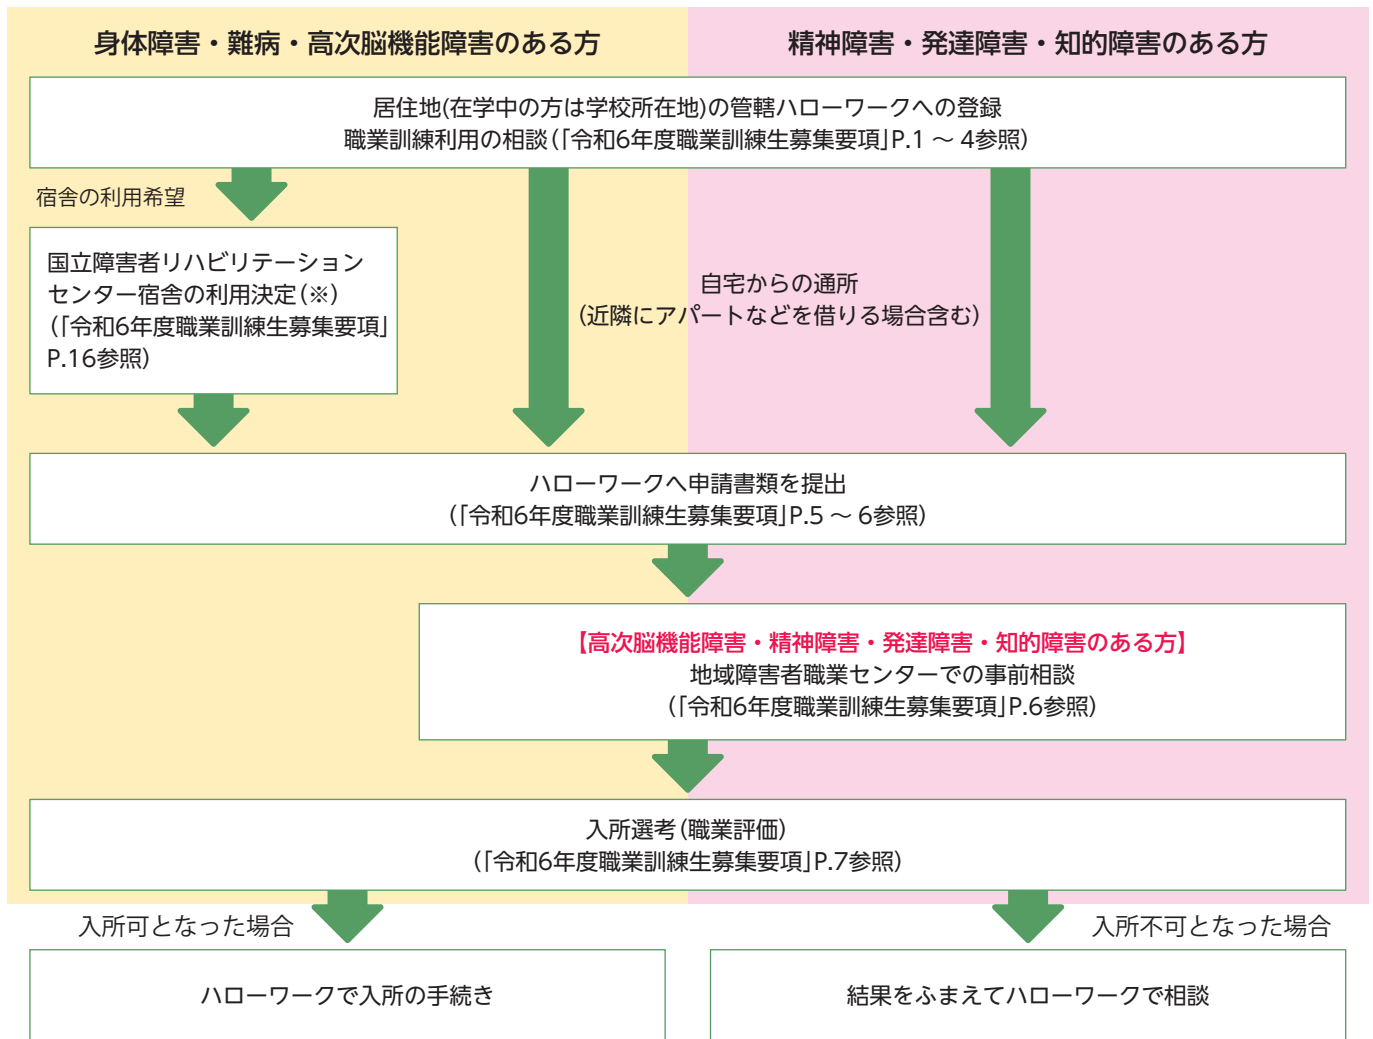 身体障害・難病・高次脳機能障害のある方
精神障害・発達障害・知的障害のある方
居住地(在学中の方は学校所在地)の管轄ハローワークへの登録
職業訓練利用の相談(「令和6年度職業訓練生募集要項」P.1 ～ 4参照)
宿舎の利用希望
国立障害者リハビリテーション
センター宿舎の利用決定(※)
(「令和6年度職業訓練生募集要項」
P.16参照)
自宅からの通所
(近隣にアパートなどを借りる場合含む)
ハローワークへ申請書類を提出
(「令和6年度職業訓練生募集要項」P.5 ～ 6参照)
【高次脳機能障害・精神障害・発達障害・知的障害のある方】
地域障害者職業センターでの事前相談
(「令和6年度職業訓練生募集要項」P.6参照)
入所選考(職業評価)
(「令和6年度職業訓練生募集要項」P.7参照)
入所可となった場合
入所不可となった場合
ハローワークで入所の手続き
結果をふまえてハローワークで相談